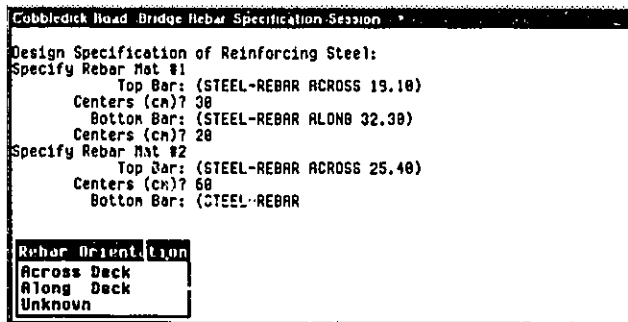 Cobbledick Road Bridge Rebar Specification Session
Design Specification of Reinforcing Steel:
Specify Rebar Mat #1
Top Bar: (STEEL-REBAR ACROSS 19.10)
Centers (cm)? 30
Bottom Bar: (STEEL-REBAR ALONG 32.30)
Centers (cm)? 20
Specify Rebar Mat #2
Top Bar: (STEEL-REBAR ACROSS 25.40)
Centers (cm)? 60
Bottom Bar: (STEEL-REBAR
Rebar Orientation
Across Deck
Along Deck
Unknown